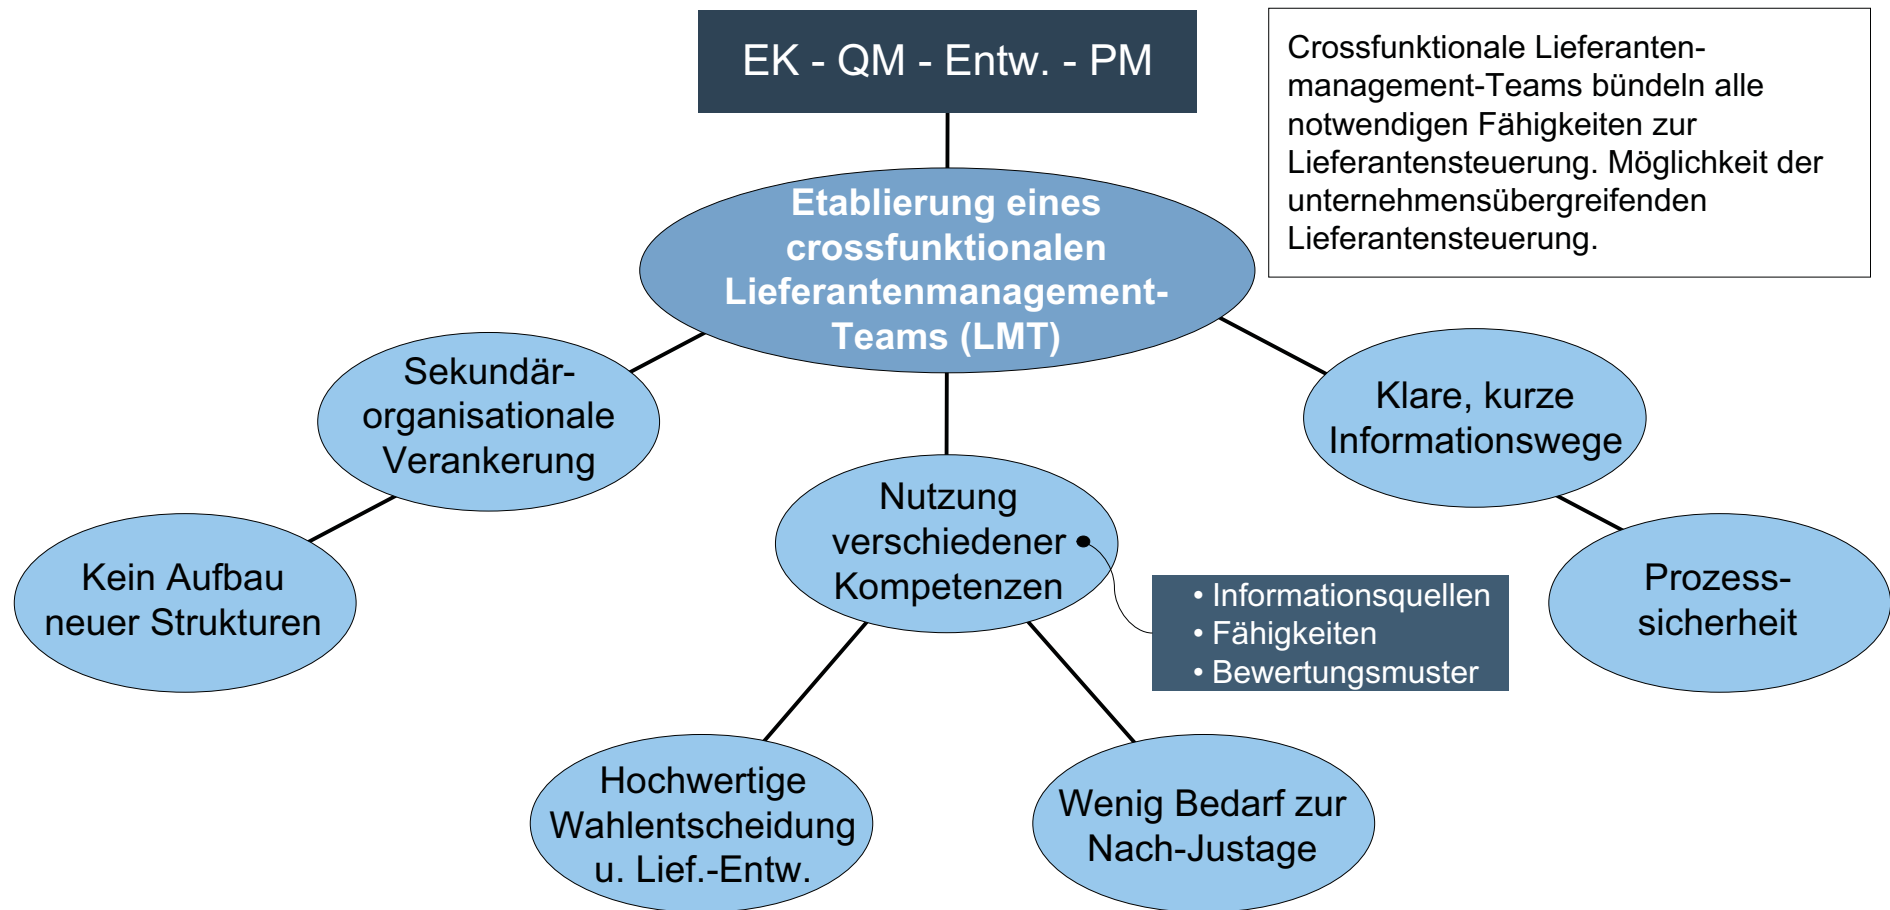 EK - QM - Entw. - PM
Crossfunktionale Lieferanten-
management-Teams bündeln alle
notwendigen Fähigkeiten zur
Lieferantensteuerung. Möglichkeit der
unternehmensübergreifenden
Lieferantensteuerung.
Etablierung eines
crossfunktionalen
Lieferantenmanagement-
Teams (LMT)
Sekundär-
organisationale
Verankerung
Klare, kurze
Informationswege
Nutzung
verschiedener
Kompetenzen
Kein Aufbau
neuer Strukturen
• Informationsquellen
• Fähigkeiten
• Bewertungsmuster
Prozess-
sicherheit
Hochwertige
Wahlentscheidung
u. Lief.-Entw.
Wenig Bedarf zur
Nach-Justage